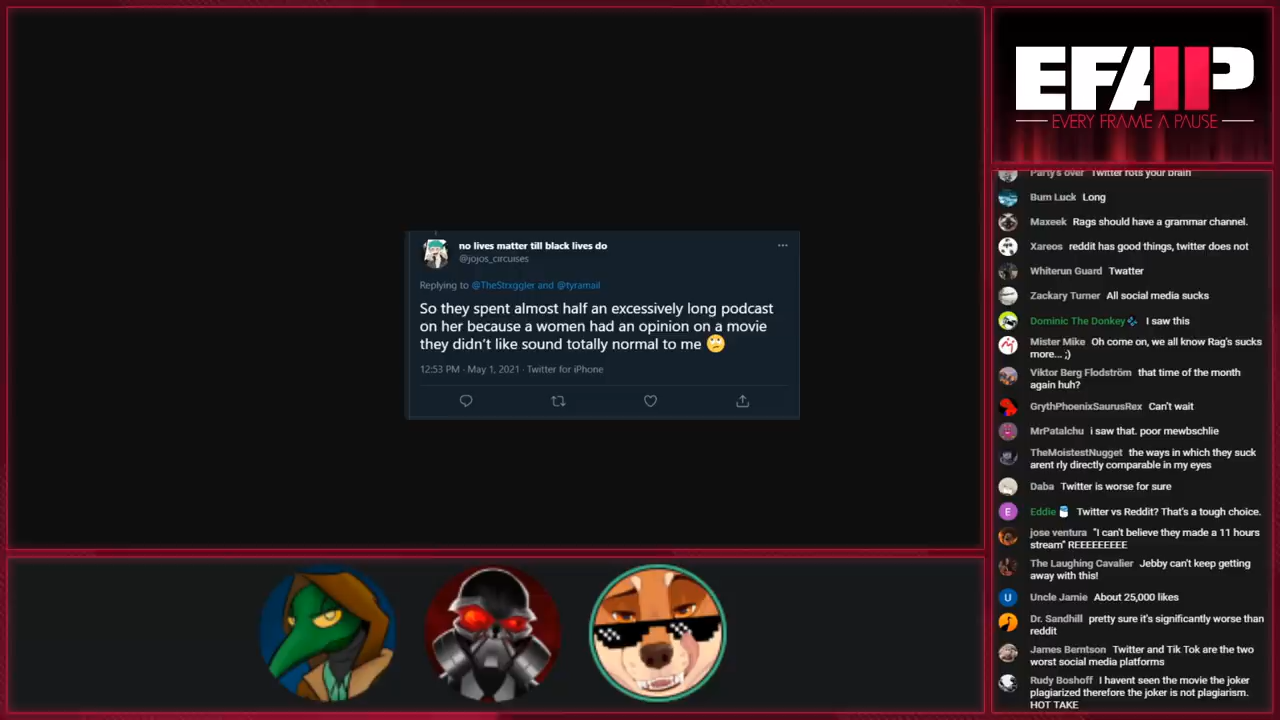 no lives matter till black lives do
@jojos_circuises
Replying to @TheStrxggler and @tyramail
So they spent almost half an excessively long podcast
on her because a women had an opinion on a movie
they didn't like sound totally normal to me 🙄
12:53 PM · May 1, 2021 · Twitter for iPhone
EFAP
EVERY FRAME A PAUSE
Party's over Twitter rots your brain
Bum Luck Long
Maxeek Rags should have a grammar channel.
Xareos reddit has good things, twitter does not
Whiterun Guard Twatter
Zackary Turner All social media sucks
Dominic The Donkey I saw this
Mister Mike Oh come on, we all know Rag's sucks
more... ;)
Viktor Berg Flodström that time of the month
again huh?
GrythPhoenixSaurusRex Can't wait
MrPatalchu i saw that. poor mewbschlie
TheMoistestNugget the ways in which they suck
arent rly directly comparable in my eyes
Daba Twitter is worse for sure
E
Eddie Twitter vs Reddit? That's a tough choice.
jose ventura "I can't believe they made a 11 hours
stream" REEEEEEEEE
The Laughing Cavalier Jebby can't keep getting
away with this!
U
Uncle Jamie About 25,000 likes
Dr. Sandhill pretty sure it's significantly worse than
reddit
James Berntson Twitter and Tik Tok are the two
worst social media platforms
Rudy Boshoff I havent seen the movie the joker
plagiarized therefore the joker is not plagiarism.
HOT TAKE